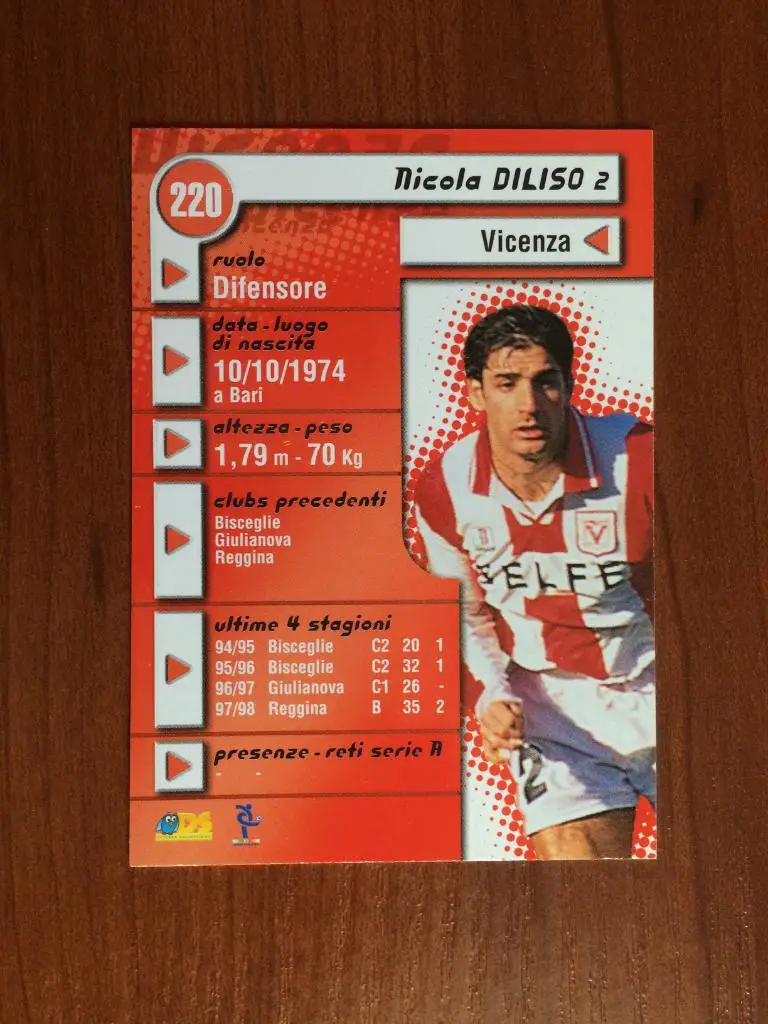 220
Nicola DILISO 2
Vicenza
ruolo
Difensore
data - luogo
di nascita
10/10/1974
a Bari
altezza - peso
1,79 m - 70 Kg
clubs precedenti
Bisceglie
Giulianova
Reggina
ultime 4 stagioni
94/95 Bisceglie C2 20 1
95/96 Bisceglie C2 32 1
96/97 Giulianova C1 26 -
97/98 Reggina B 35 2
presenze - reti serie A
- -
DS
BELFE
2